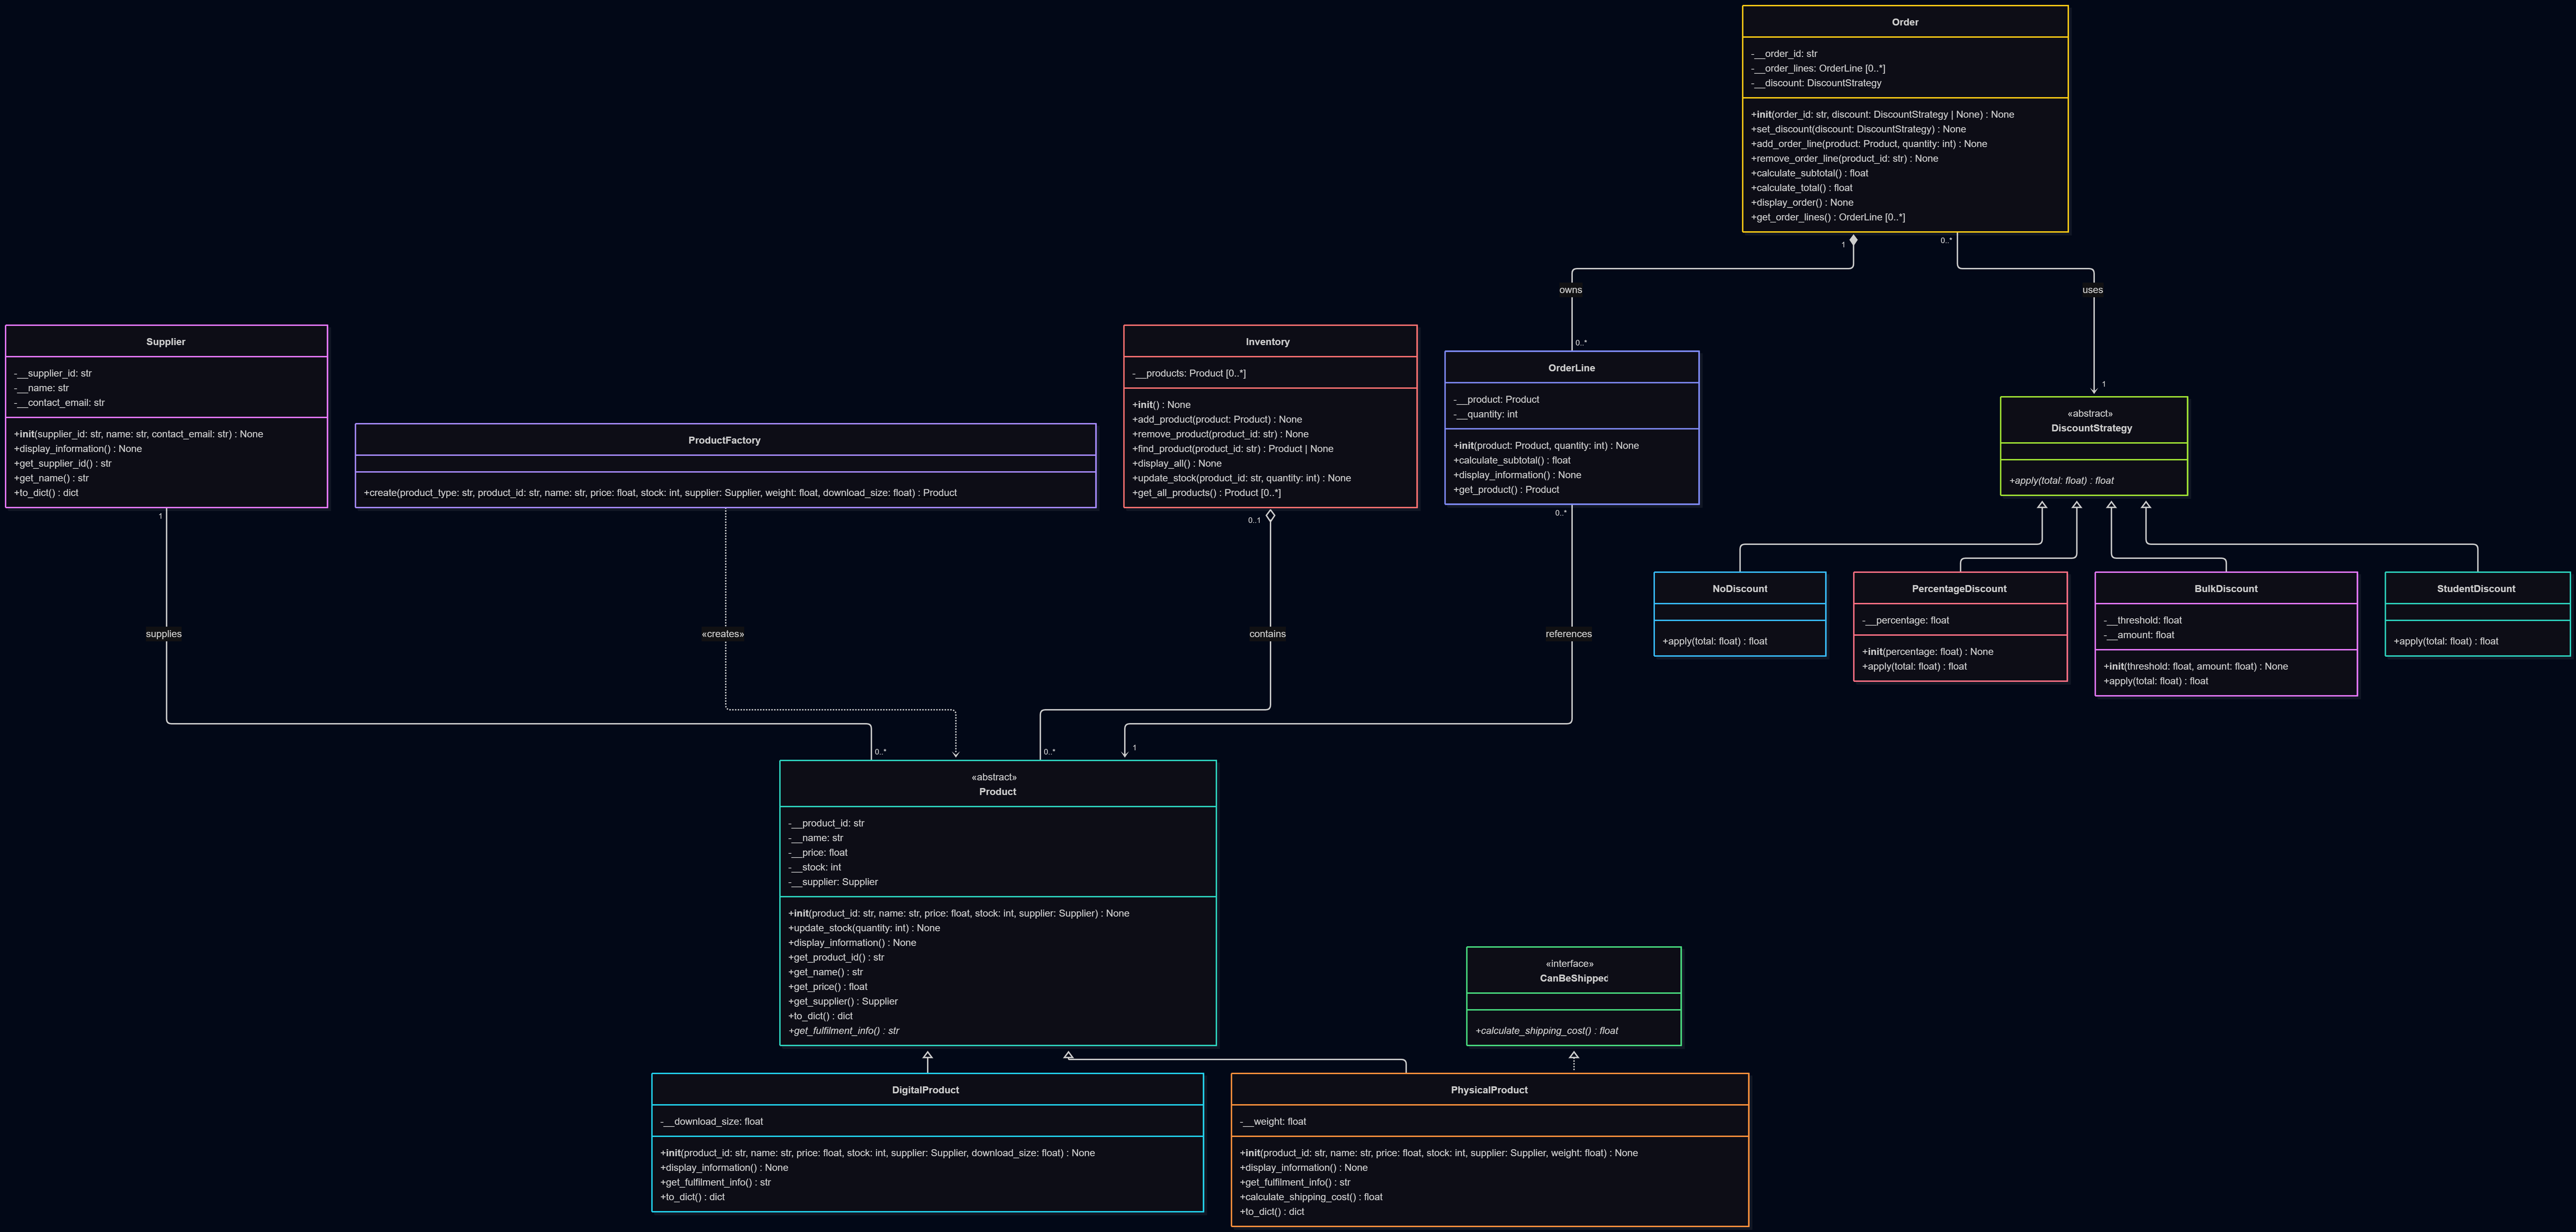 Order
-__order_id: str
-__order_lines: OrderLine [0..*]
-__discount: DiscountStrategy
+init(order_id: str, discount: DiscountStrategy | None) : None
+set_discount(discount: DiscountStrategy) : None
+add_order_line(product: Product, quantity: int) : None
+remove_order_line(product_id: str) : None
+calculate_subtotal() : float
+calculate_total() : float
+display_order() : None
+get_order_lines() : OrderLine [0..*]
1
0..*
owns
uses
0..*
1
Supplier
-__supplier_id: str
-__name: str
-__contact_email: str
+init(supplier_id: str, name: str, contact_email: str) : None
+display_information() : None
+get_supplier_id() : str
+get_name() : str
+to_dict() : dict
1
ProductFactory
+create(product_type: str, product_id: str, name: str, price: float, stock: int, supplier: Supplier, weight: float, download_size: float) : Product
Inventory
-__products: Product [0..*]
+init() : None
+add_product(product: Product) : None
+remove_product(product_id: str) : None
+find_product(product_id: str) : Product | None
+display_all() : None
+update_stock(product_id: str, quantity: int) : None
+get_all_products() : Product [0..*]
0..1
OrderLine
-__product: Product
-__quantity: int
+init(product: Product, quantity: int) : None
+calculate_subtotal() : float
+display_information() : None
+get_product() : Product
0..*
«abstract»
DiscountStrategy
+apply(total: float) : float
NoDiscount
+apply(total: float) : float
PercentageDiscount
-__percentage: float
+init(percentage: float) : None
+apply(total: float) : float
BulkDiscount
-__threshold: float
-__amount: float
+init(threshold: float, amount: float) : None
+apply(total: float) : float
StudentDiscount
+apply(total: float) : float
supplies
«creates»
contains
references
0..*
0..*
1
«abstract»
Product
-__product_id: str
-__name: str
-__price: float
-__stock: int
-__supplier: Supplier
+init(product_id: str, name: str, price: float, stock: int, supplier: Supplier) : None
+update_stock(quantity: int) : None
+display_information() : None
+get_product_id() : str
+get_name() : str
+get_price() : float
+get_supplier() : Supplier
+to_dict() : dict
+get_fulfilment_info() : str
«interface»
CanBeShipped
+calculate_shipping_cost() : float
DigitalProduct
-__download_size: float
+init(product_id: str, name: str, price: float, stock: int, supplier: Supplier, download_size: float) : None
+display_information() : None
+get_fulfilment_info() : str
+to_dict() : dict
PhysicalProduct
-__weight: float
+init(product_id: str, name: str, price: float, stock: int, supplier: Supplier, weight: float) : None
+display_information() : None
+get_fulfilment_info() : str
+calculate_shipping_cost() : float
+to_dict() : dict